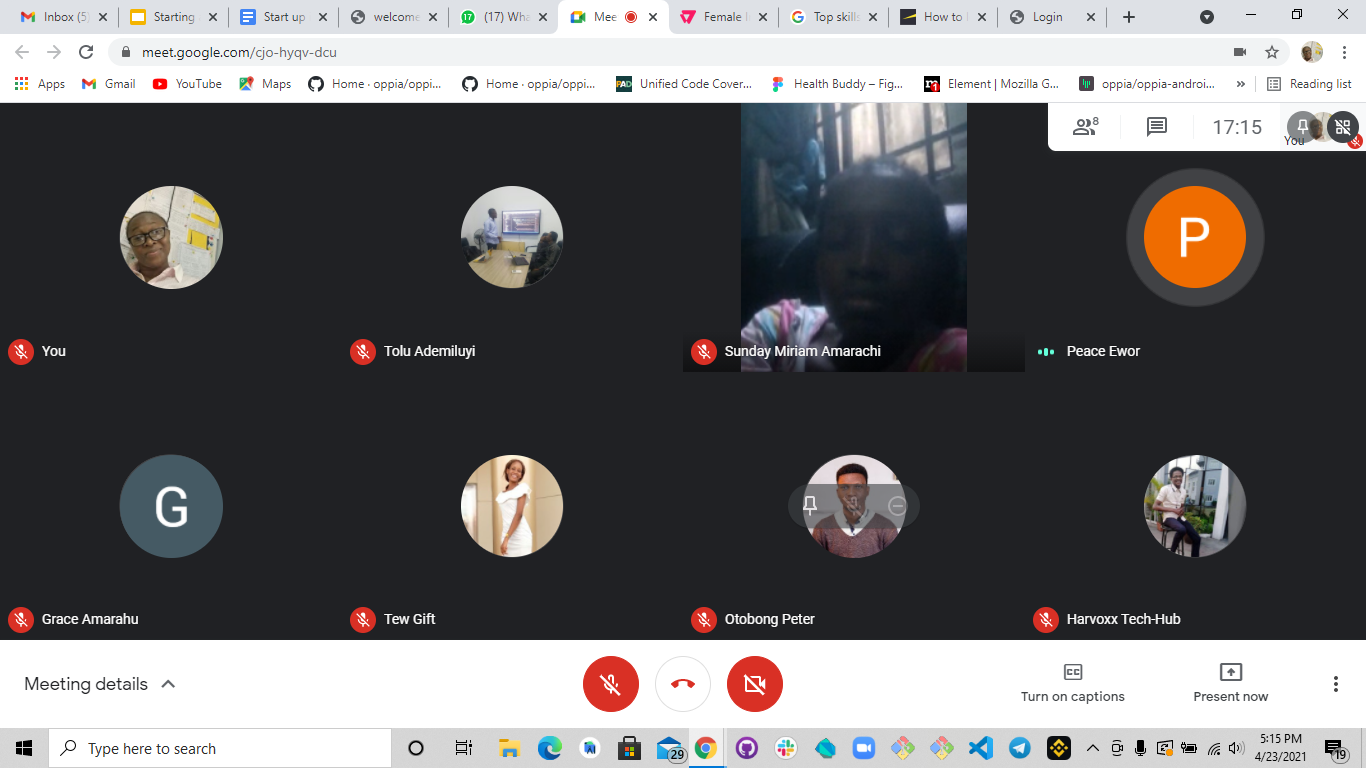 Inbox (5)
Starting
Start up
welcome
17
(17) Wha
Mee
Female I
Top skills
How to
Login
meet.google.com/cjo-hyqv-dcu
Apps
Gmail
YouTube
Maps
Home · oppia/oppi...
Home · oppia/oppi...
PAD
Unified Code Cover...
Health Buddy – Fig...
Element | Mozilla G...
oppia/oppia-androi...
»
Reading list
8
17:15
You
P
You
Tolu Ademiluyi
Sunday Miriam Amarachi
Peace Ewor
G
Grace Amarahu
Tew Gift
Otobong Peter
Harvoxx Tech-Hub
Meeting details
CC
Turn on captions
Present now
Type here to search
29
5:15 PM
4/23/2021
19